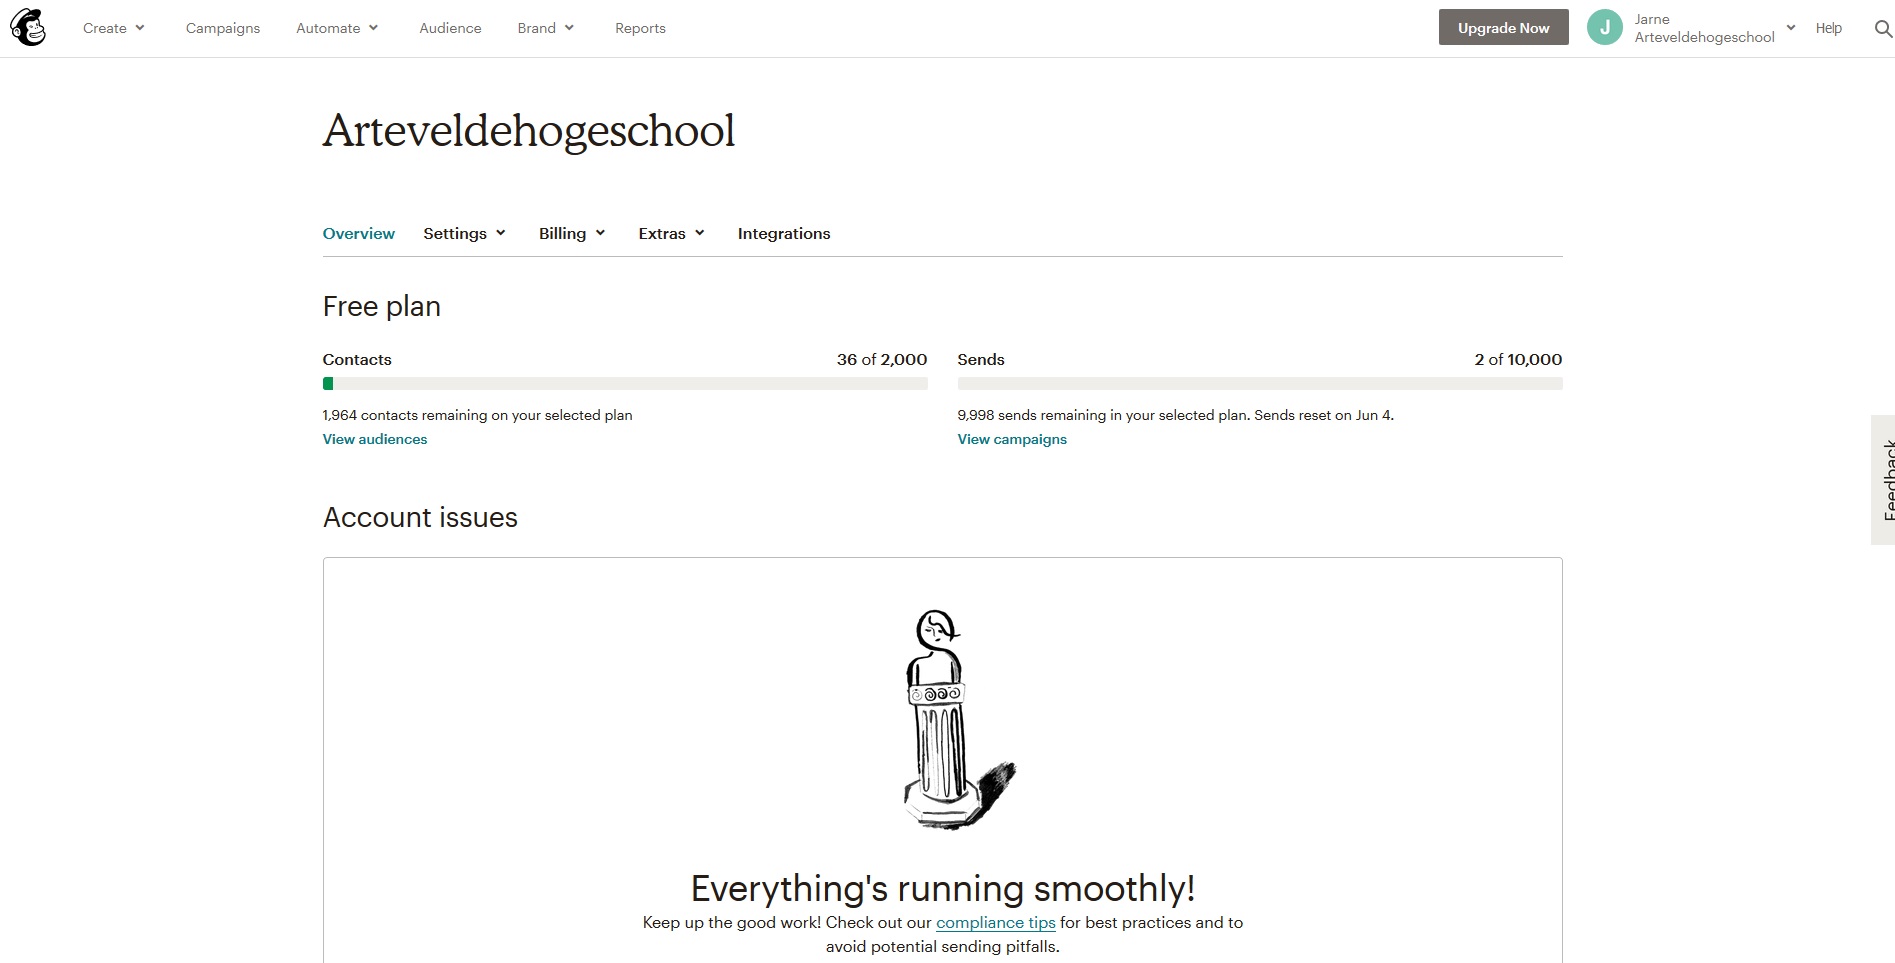 Create
Campaigns
Automate
Audience
Brand
Reports
Upgrade Now
J
Jarne
Arteveldehogeschool
Help
Arteveldehogeschool
Overview
Settings
Billing
Extras
Integrations
Free plan
Contacts
36 of 2,000
1,964 contacts remaining on your selected plan
View audiences
Sends
2 of 10,000
9,998 sends remaining in your selected plan. Sends reset on Jun 4.
View campaigns
Feedback
Account issues
Everything's running smoothly!
Keep up the good work! Check out our compliance tips for best practices and to
avoid potential sending pitfalls.